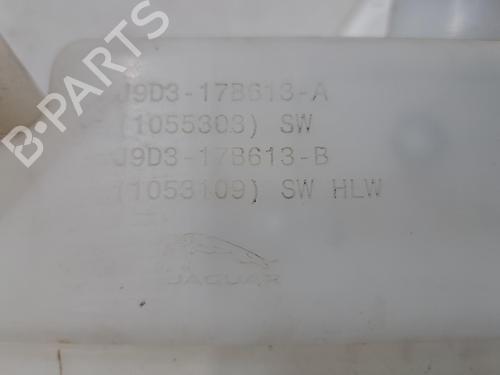 J9D3-17B613-A
(1055303) SW
J9D3-17B613-B
(1053109) SW HLW
JAGUAR
B-PARTS